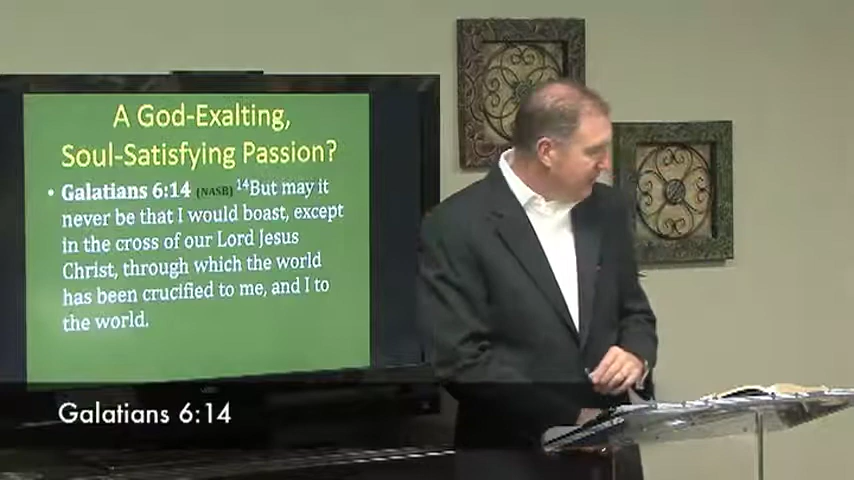 A God-Exalting,
Soul-Satisfying Passion?
• Galatians 6:14 (NASB) 14But may it
never be that I would boast, except
in the cross of our Lord Jesus
Christ, through which the world
has been crucified to me, and I to
the world.
Galatians 6:14